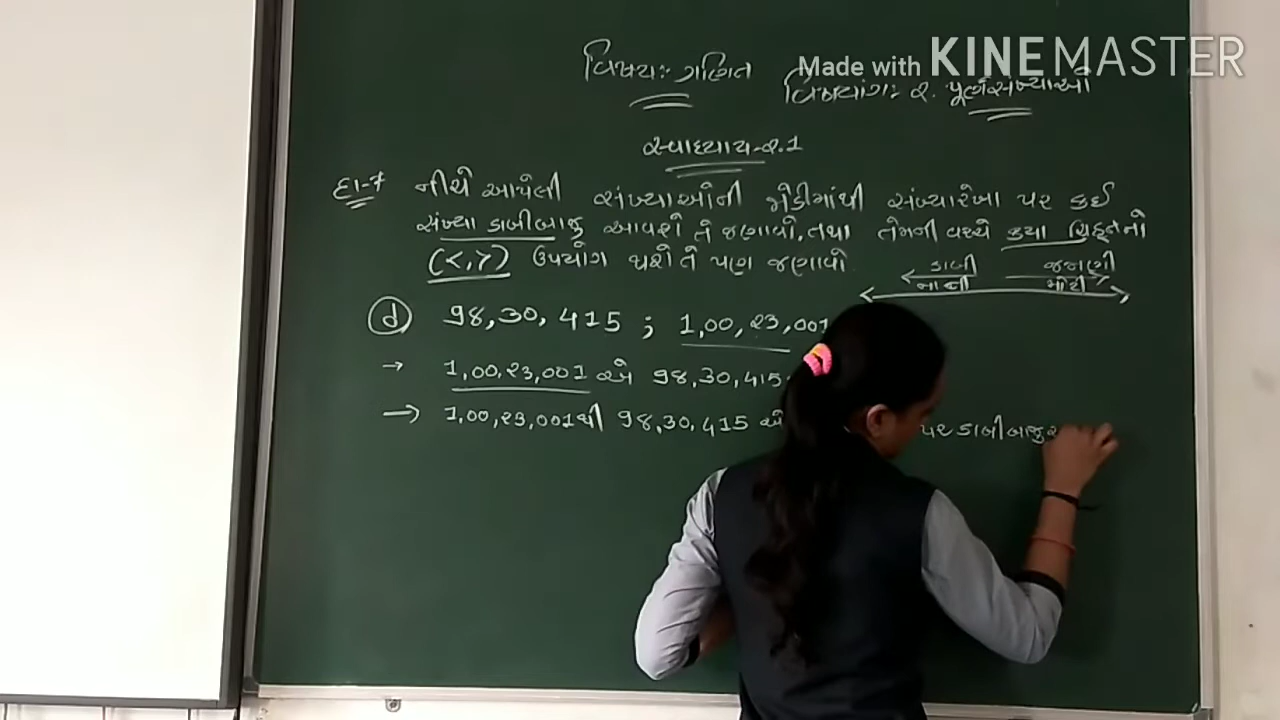 વિષય:- ગણિત
Made with KINEMASTER
વિષયાંગ:- ૨. પૂર્ણ સંખ્યાઓ
સ્વાધ્યાય-૨.1
દા-7 નીચે આપેલી સંખ્યાઓની જોડીમાંથી સંખ્યારેખા પર કઈ
સંખ્યા ડાબીબાજુ આવશે તે જણાવો, તથા તેમની વચ્ચે કયા ચિહ્નનો
(<,>) ઉપયોગ થશે તે પણ જણાવો
ડાબી જમણી
નાની મોટી
(d) 98,30,415 ; 1,00,23,001
→ 1,00,23,001 એ 98,30,415
→ 1,00,23,001થી 98,30,415 એ પર ડાબીબાજુ